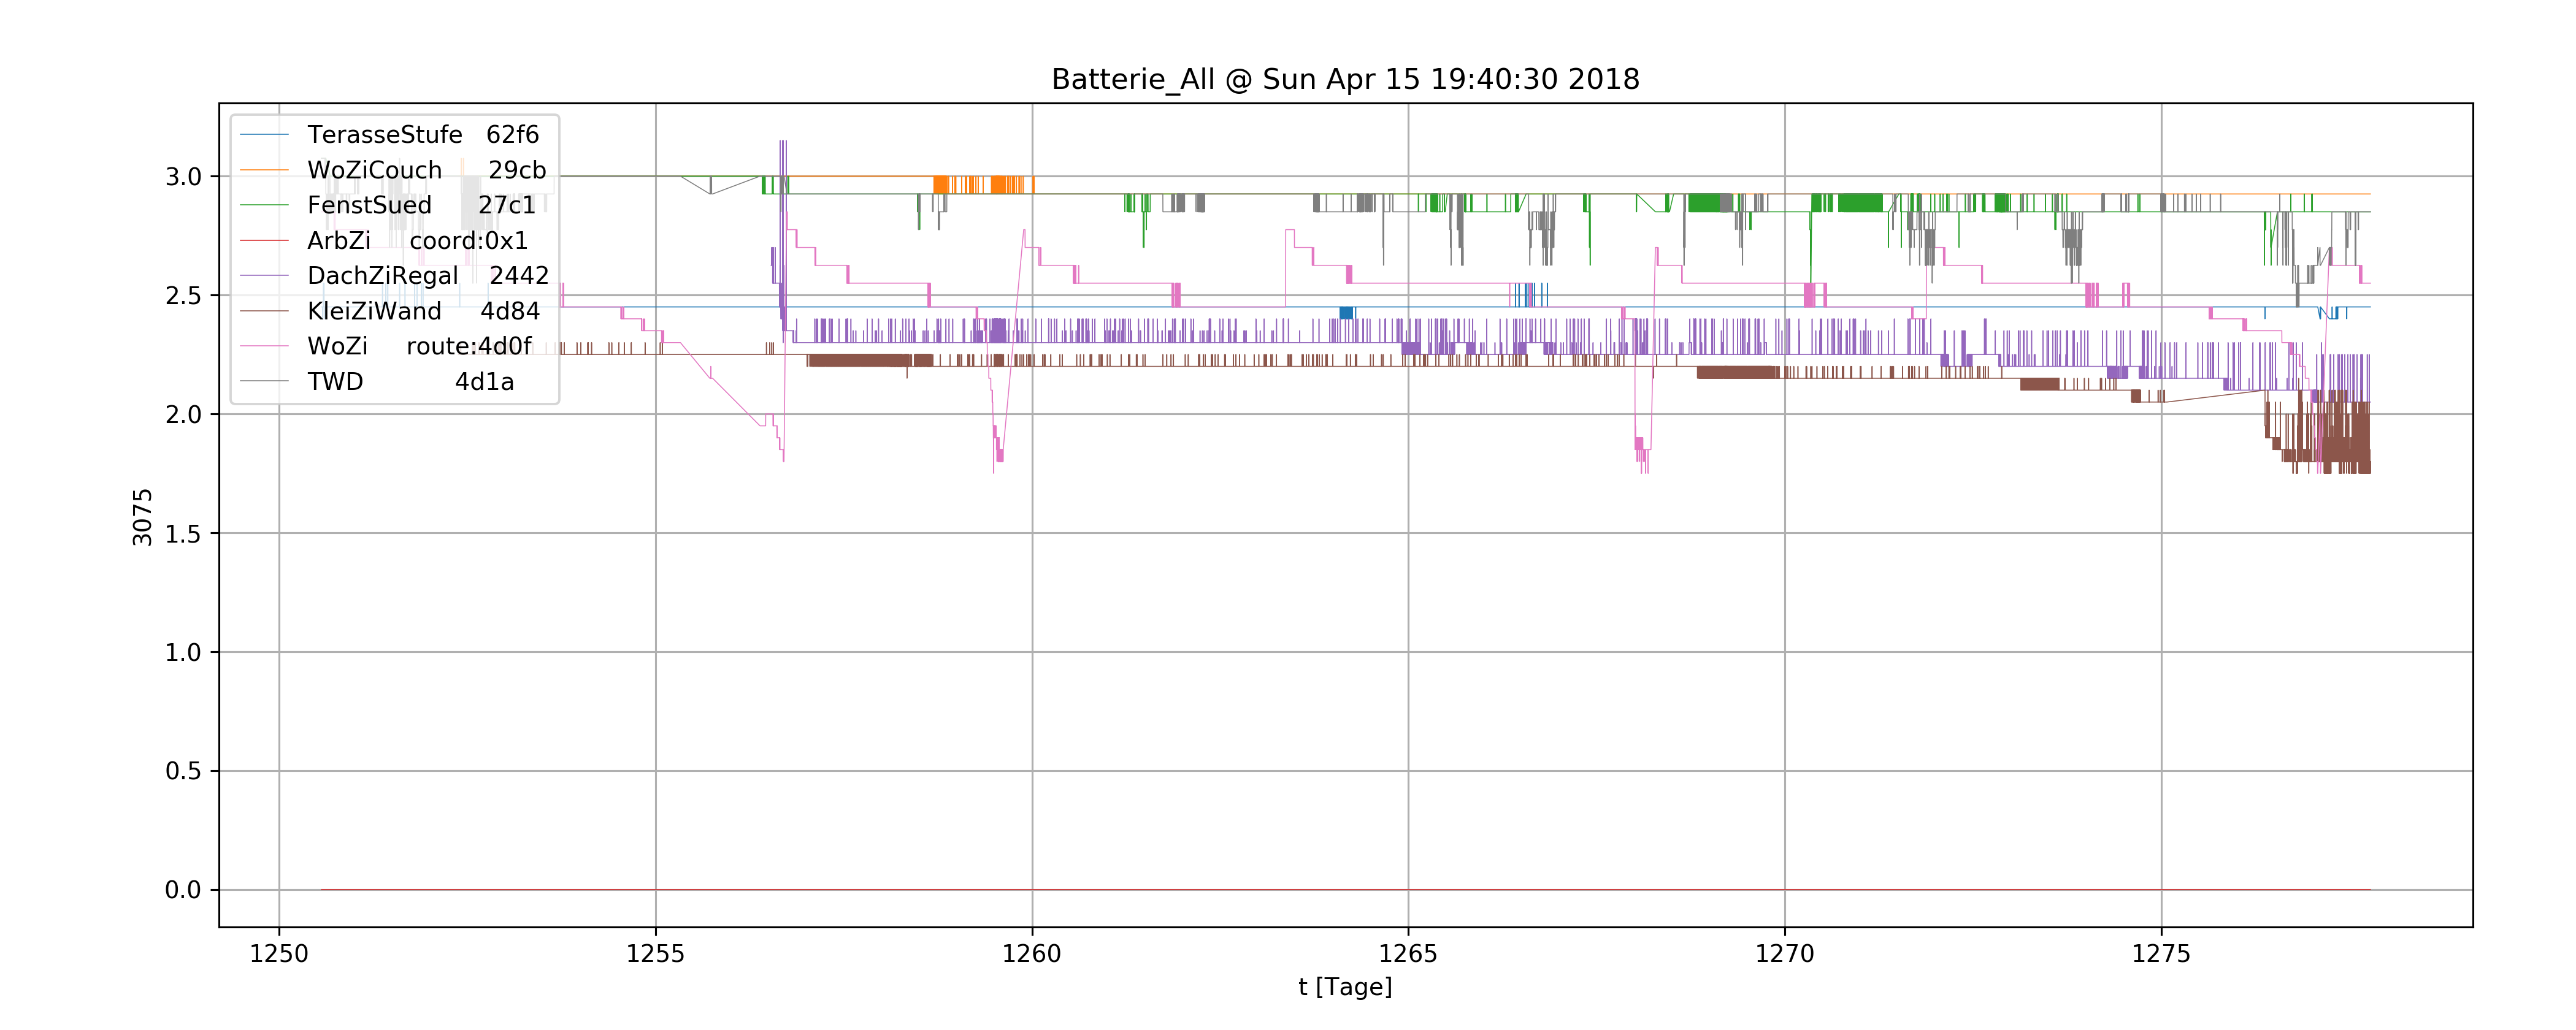 Batterie_All @ Sun Apr 15 19:40:30 2018
TerasseStufe 62f6
WoZiCouch 29cb
FenstSued 27c1
ArbZi coord:0x1
DachZiRegal 2442
KleiZiWand 4d84
WoZi route:4d0f
TWD 4d1a
3.0
2.5
2.0
1.5
1.0
0.5
0.0
3075
1250 1255 1260 1265 1270 1275
t [Tage]